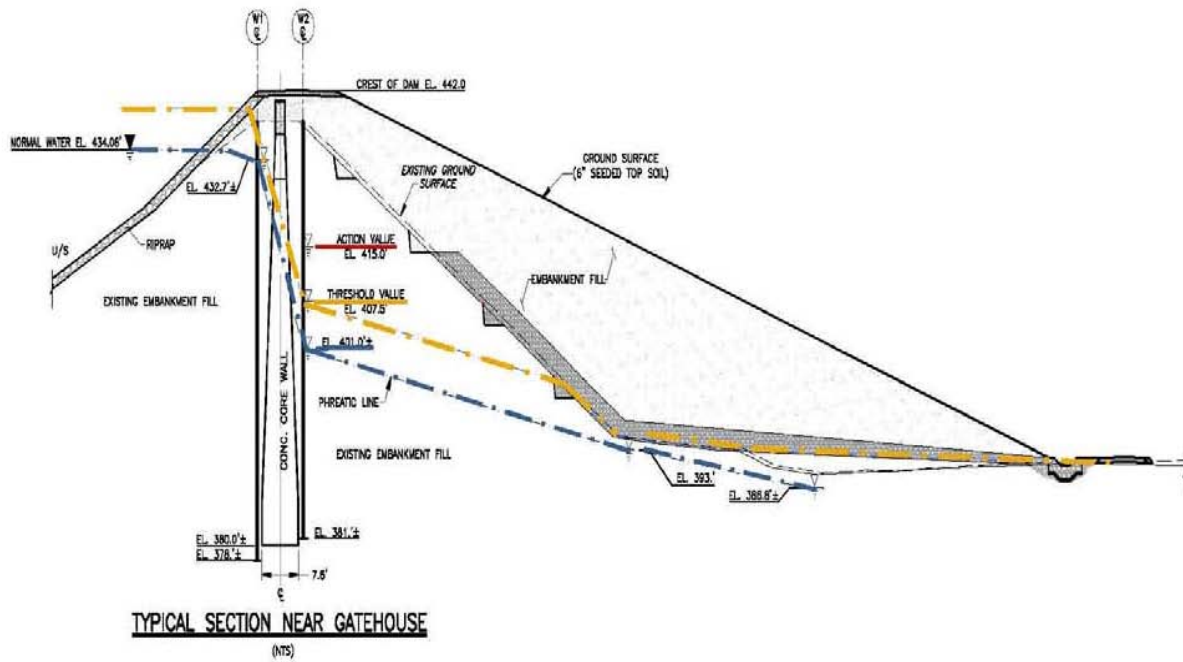 W1
℄
W2
℄
CREST OF DAM EL. 442.0
NORMAL WATER EL. 434.08'
GROUND SURFACE
(6" SEEDED TOP SOIL)
EXISTING GROUND
SURFACE
EL. 432.7'±
U/S
RIPRAP
ACTION VALUE
EL. 415.0'
EXISTING EMBANKMENT FILL
THRESHOLD VALUE
EL. 407.5'
EMBANKMENT FILL
EL. 401.0'±
CONC. CORE WALL
PHREATIC LINE
EXISTING EMBANKMENT FILL
EL. 393.'
EL. 386.8'±
EL. 380.0'±
EL. 381.'±
EL. 378.'±
7.5'
℄
TYPICAL SECTION NEAR GATEHOUSE
(NTS)